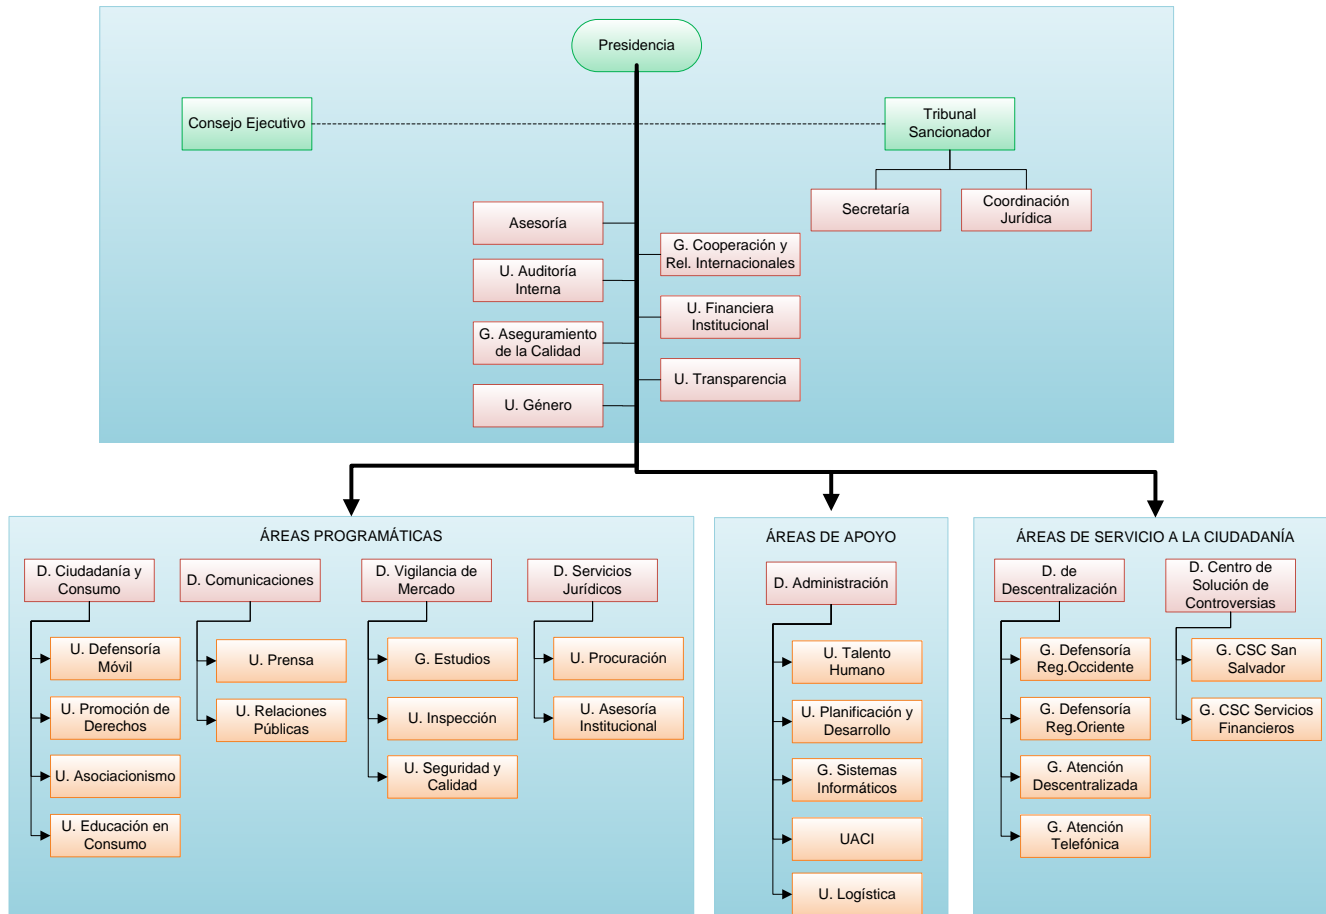 Presidencia
Consejo Ejecutivo
Tribunal
Sancionador
Secretaría
Coordinación
Jurídica
Asesoría
G. Cooperación y
Rel. Internacionales
U. Auditoría
Interna
U. Financiera
Institucional
G. Aseguramiento
de la Calidad
U. Transparencia
U. Género
ÁREAS PROGRAMÁTICAS
D. Ciudadanía y
Consumo
U. Defensoría
Móvil
U. Promoción de
Derechos
U. Asociacionismo
U. Educación en
Consumo
D. Comunicaciones
U. Prensa
U. Relaciones
Públicas
D. Vigilancia de
Mercado
G. Estudios
U. Inspección
U. Seguridad y
Calidad
D. Servicios
Jurídicos
U. Procuración
U. Asesoría
Institucional
ÁREAS DE APOYO
D. Administración
U. Talento
Humano
U. Planificación y
Desarrollo
G. Sistemas
Informáticos
UACI
U. Logística
ÁREAS DE SERVICIO A LA CIUDADANÍA
D. de
Descentralización
G. Defensoría
Reg.Occidente
G. Defensoría
Reg.Oriente
G. Atención
Descentralizada
G. Atención
Telefónica
D. Centro de
Solución de
Controversias
G. CSC San
Salvador
G. CSC Servicios
Financieros